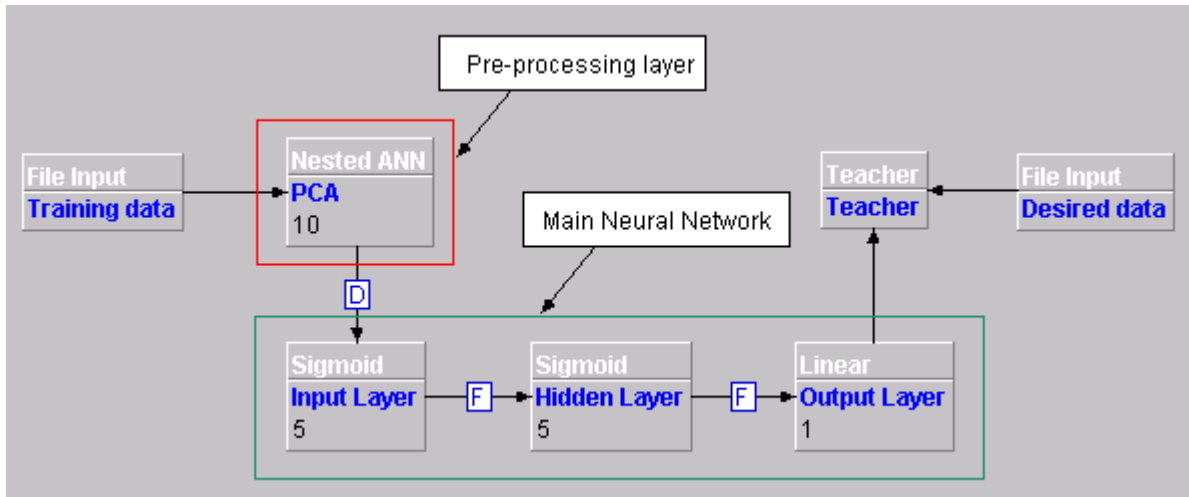 Pre-processing layer
File Input
Training data
Nested ANN
PCA
10
Teacher
Teacher
File Input
Desired data
Main Neural Network
D
Sigmoid
Input Layer
5
F
Sigmoid
Hidden Layer
5
F
Linear
Output Layer
1